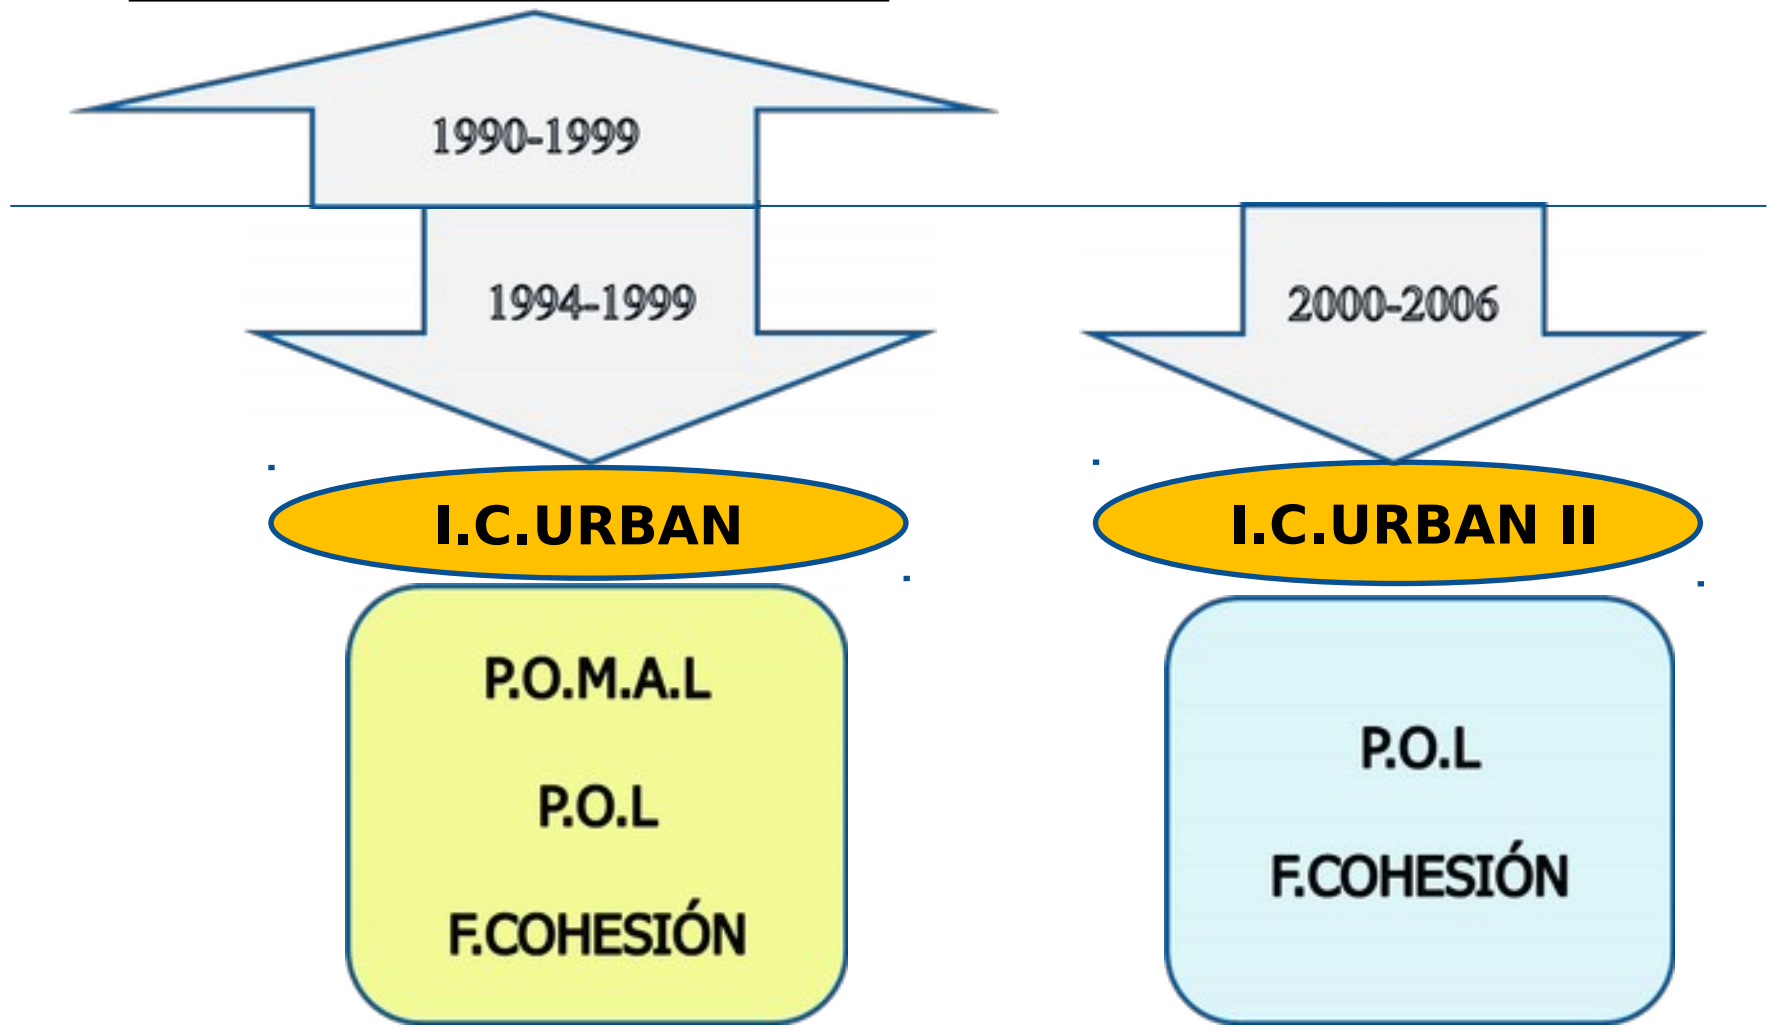 1990-1999
1994-1999
2000-2006
I.C.URBAN
I.C.URBAN II
P.O.M.A.L
P.O.L
F.COHESIÓN
P.O.L
F.COHESIÓN